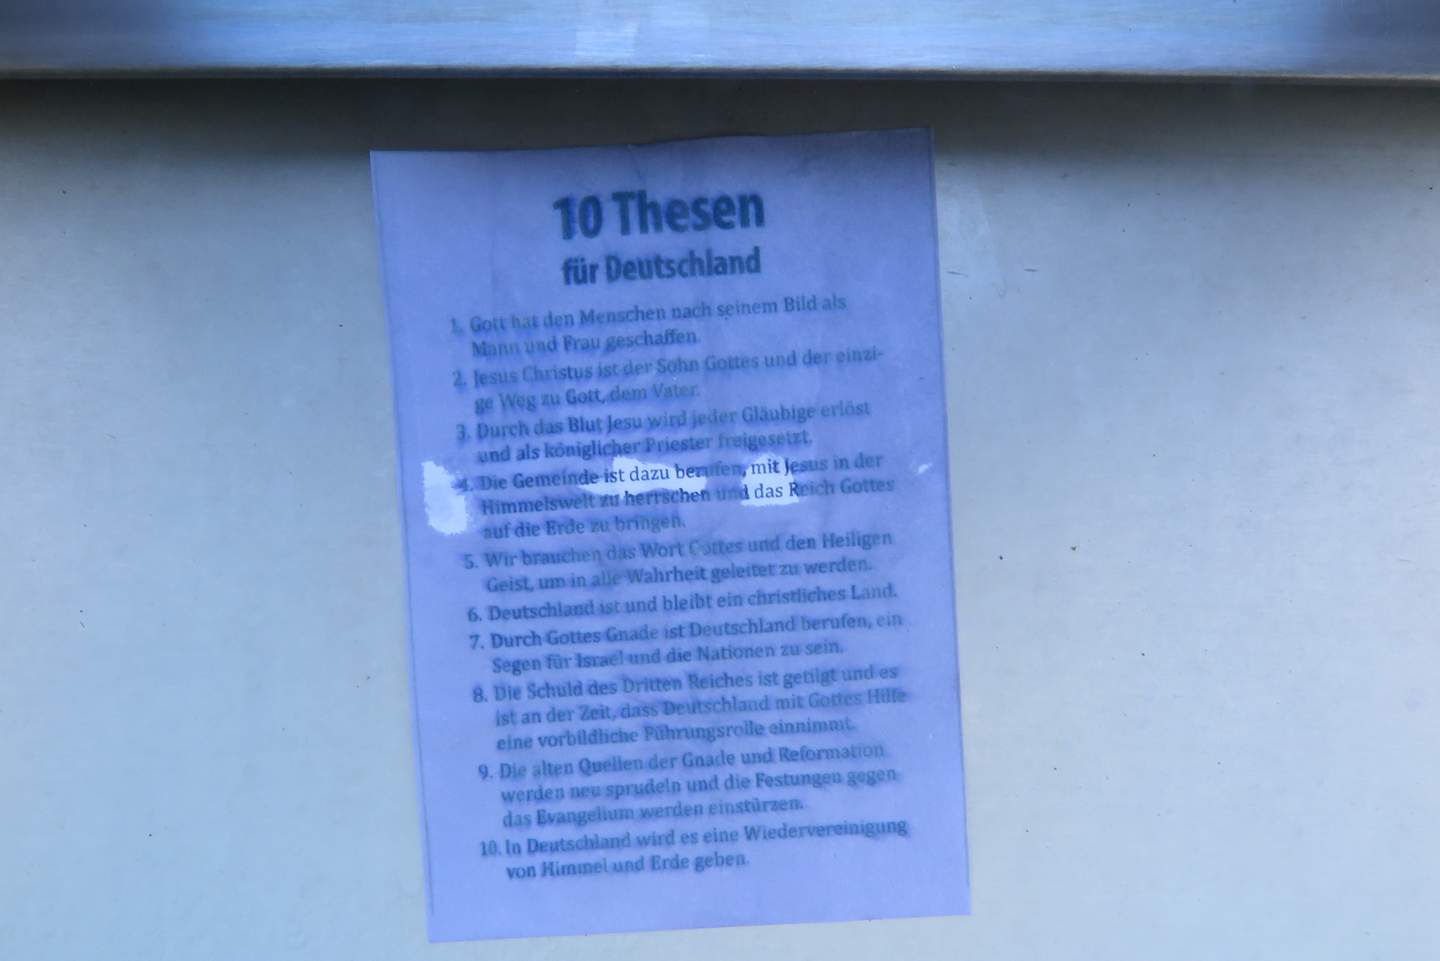 10 Thesen
für Deutschland
1. Gott hat den Menschen nach seinem Bild als
Mann und Frau geschaffen.
2. Jesus Christus ist der Sohn Gottes und der einzi-
ge Weg zu Gott, dem Vater.
3. Durch das Blut Jesu wird jeder Gläubige erlöst
und als königlicher Priester freigesetzt.
4. Die Gemeinde ist dazu berufen, mit Jesus in der
Himmelswelt zu herrschen und das Reich Gottes
auf die Erde zu bringen.
5. Wir brauchen das Wort Gottes und den Heiligen
Geist, um in alle Wahrheit geleitet zu werden.
6. Deutschland ist und bleibt ein christliches Land.
7. Durch Gottes Gnade ist Deutschland berufen, ein
Segen für Israel und die Nationen zu sein.
8. Die Schuld des Dritten Reiches ist getilgt und es
ist an der Zeit, dass Deutschland mit Gottes Hilfe
eine vorbildliche Führungsrolle einnimmt.
9. Die alten Quellen der Gnade und Reformation
werden neu sprudeln und die Festungen gegen
das Evangelium werden einstürzen.
10. In Deutschland wird es eine Wiedervereinigung
von Himmel und Erde geben.